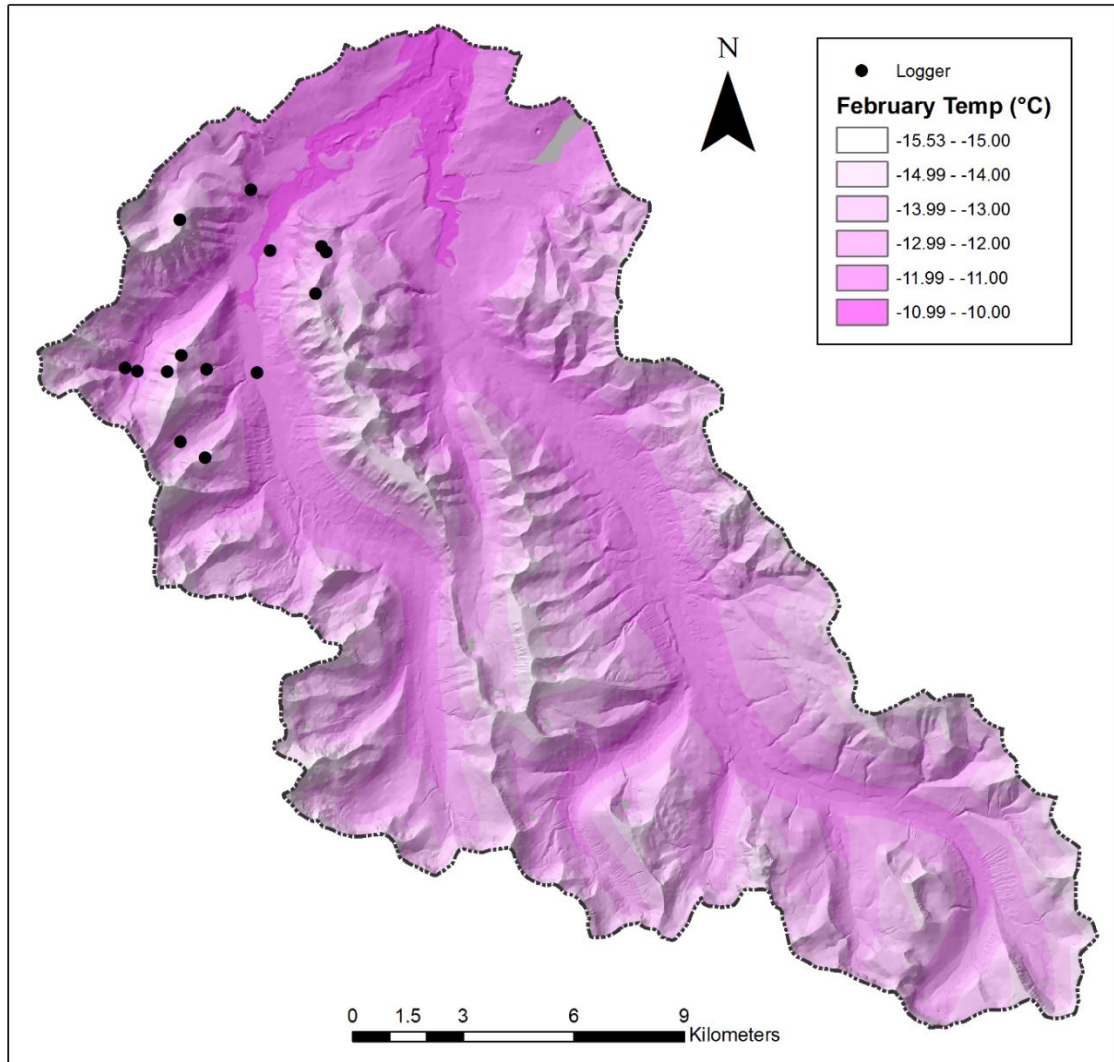 N
Logger
February Temp (°C)
-15.53 - -15.00
-14.99 - -14.00
-13.99 - -13.00
-12.99 - -12.00
-11.99 - -11.00
-10.99 - -10.00
0 1.5 3 6 9
Kilometers